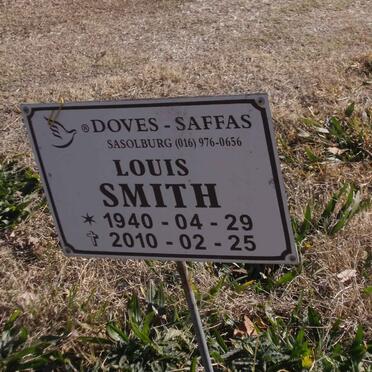 ® DOVES - SAFFAS
SASOLBURG (016) 976-0656
LOUIS
SMITH
1940 - 04 - 29
2010 - 02 - 25